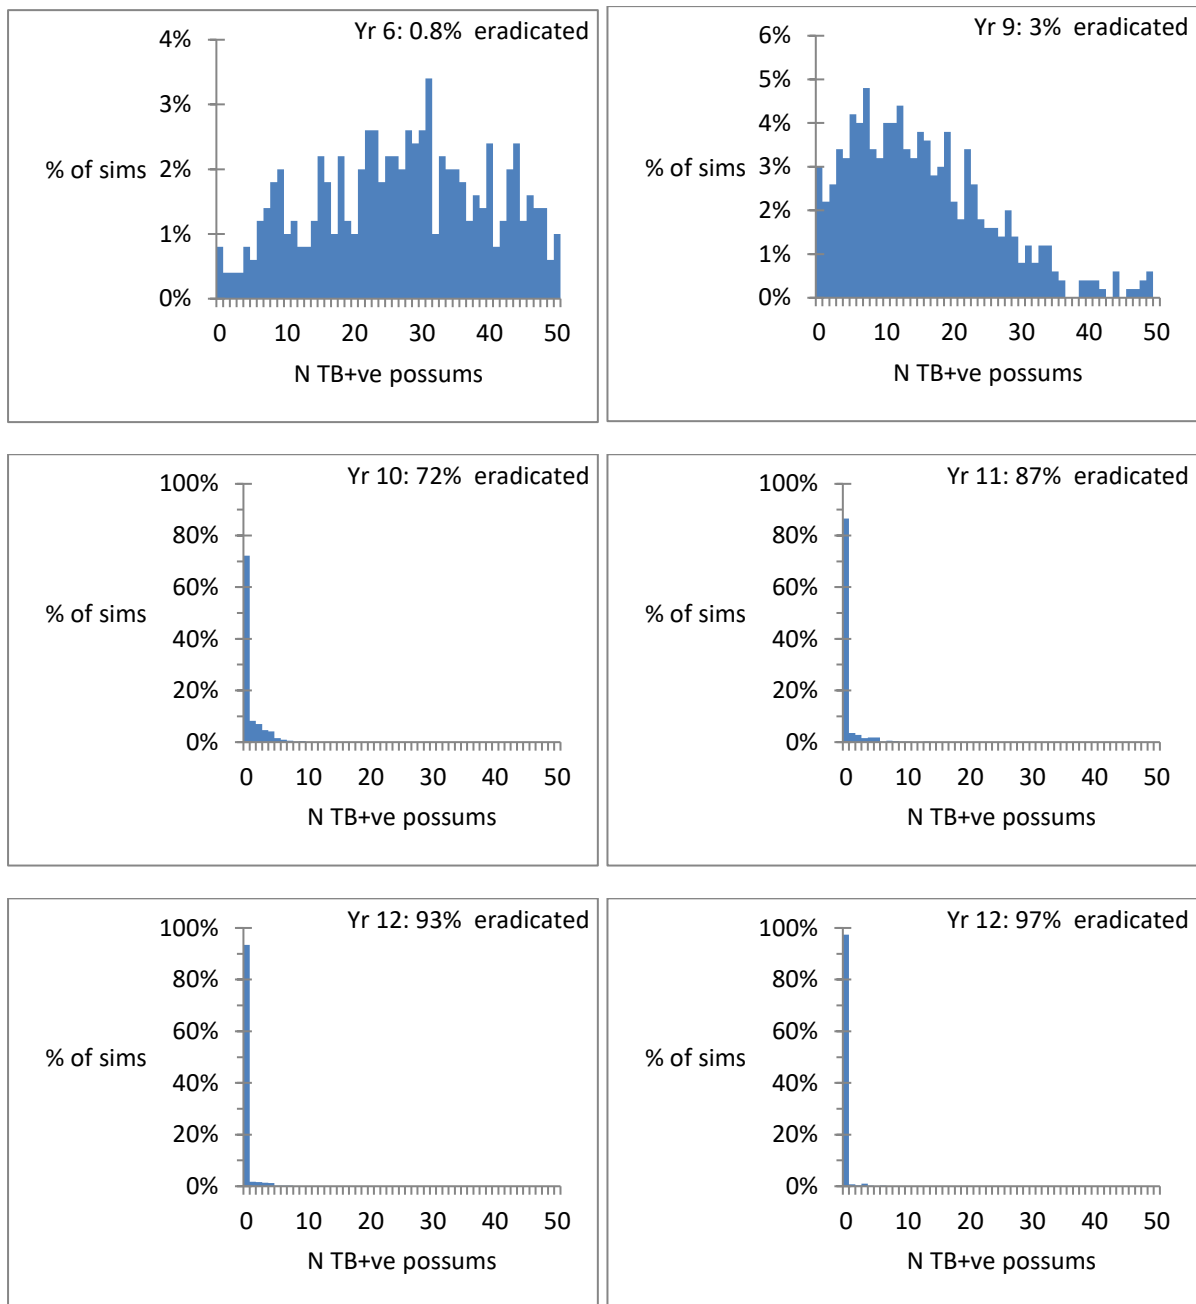 Yr 6: 0.8% eradicated
4%
3%
% of sims
2%
1%
0%
0 10 20 30 40 50
N TB+ve possums
Yr 9: 3% eradicated
6%
5%
4%
% of sims
3%
2%
1%
0%
0 10 20 30 40 50
N TB+ve possums
Yr 10: 72% eradicated
100%
80%
60%
% of sims
40%
20%
0%
0 10 20 30 40 50
N TB+ve possums
Yr 11: 87% eradicated
100%
80%
60%
% of sims
40%
20%
0%
0 10 20 30 40 50
N TB+ve possums
Yr 12: 93% eradicated
100%
80%
60%
% of sims
40%
20%
0%
0 10 20 30 40 50
N TB+ve possums
Yr 12: 97% eradicated
100%
80%
60%
% of sims
40%
20%
0%
0 10 20 30 40 50
N TB+ve possums